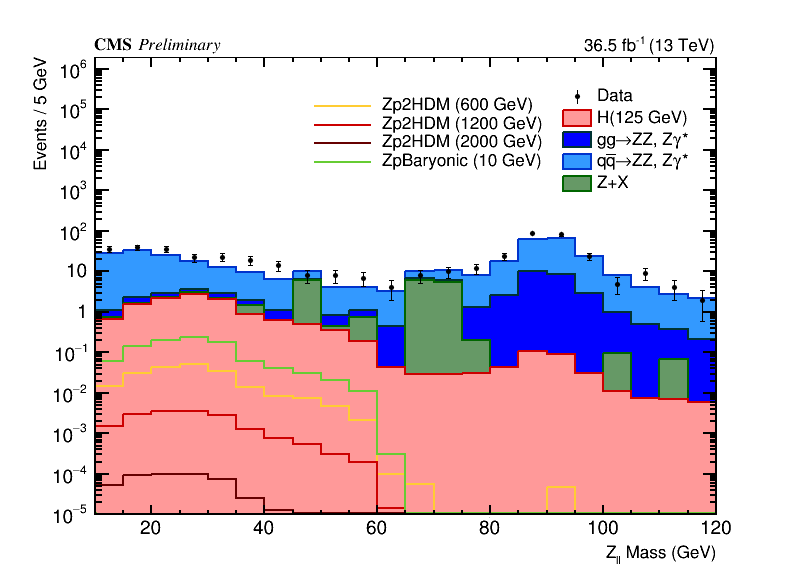 CMS Preliminary 36.5 fb⁻¹ (13 TeV)
Events / 5 GeV
10⁶
10⁵
10⁴
10³
10²
10
1
10⁻¹
10⁻²
10⁻³
10⁻⁴
10⁻⁵
Zp2HDM (600 GeV)
Zp2HDM (1200 GeV)
Zp2HDM (2000 GeV)
ZpBaryonic (10 GeV)
Data
H(125 GeV)
gg→ZZ, Zγ*
qq̅→ZZ, Zγ*
Z+X
20 40 60 80 100 120
Z_ll Mass (GeV)